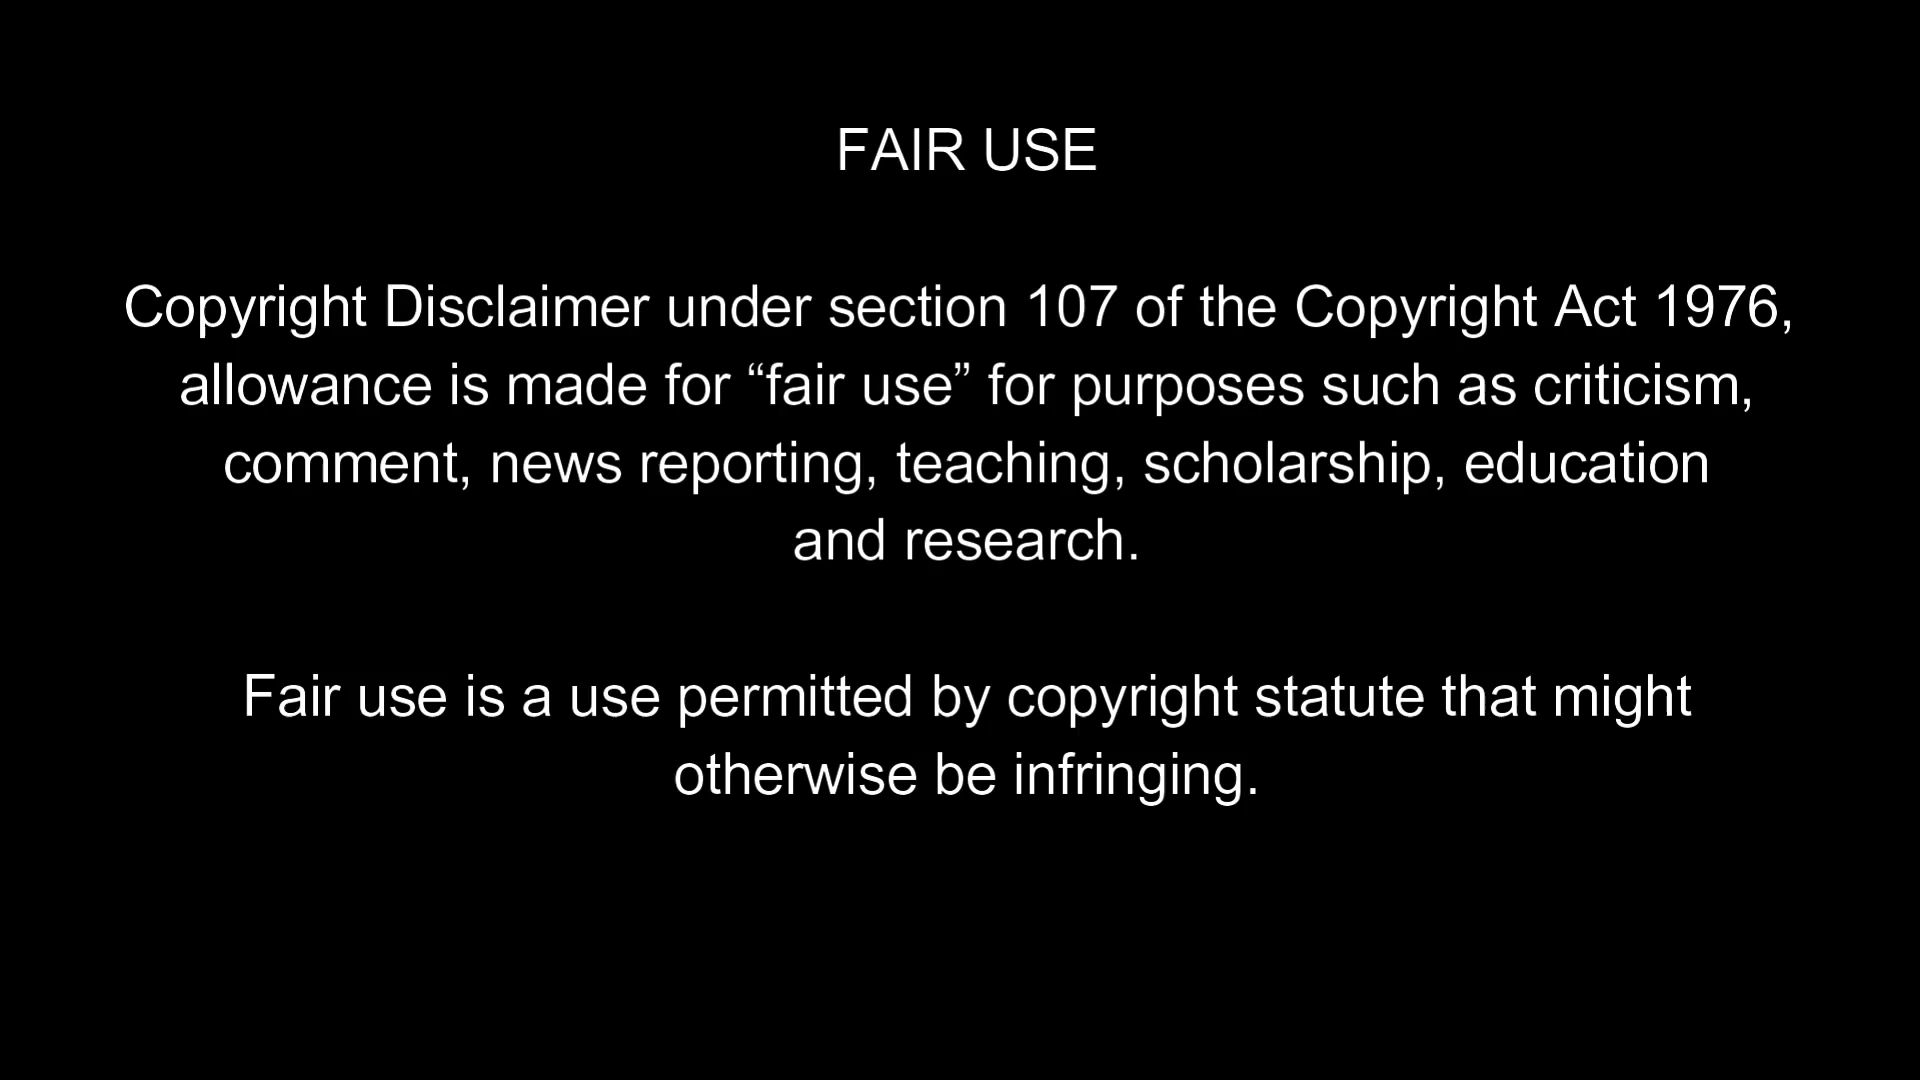 FAIR USE
Copyright Disclaimer under section 107 of the Copyright Act 1976,
allowance is made for “fair use” for purposes such as criticism,
comment, news reporting, teaching, scholarship, education
and research.
Fair use is a use permitted by copyright statute that might
otherwise be infringing.